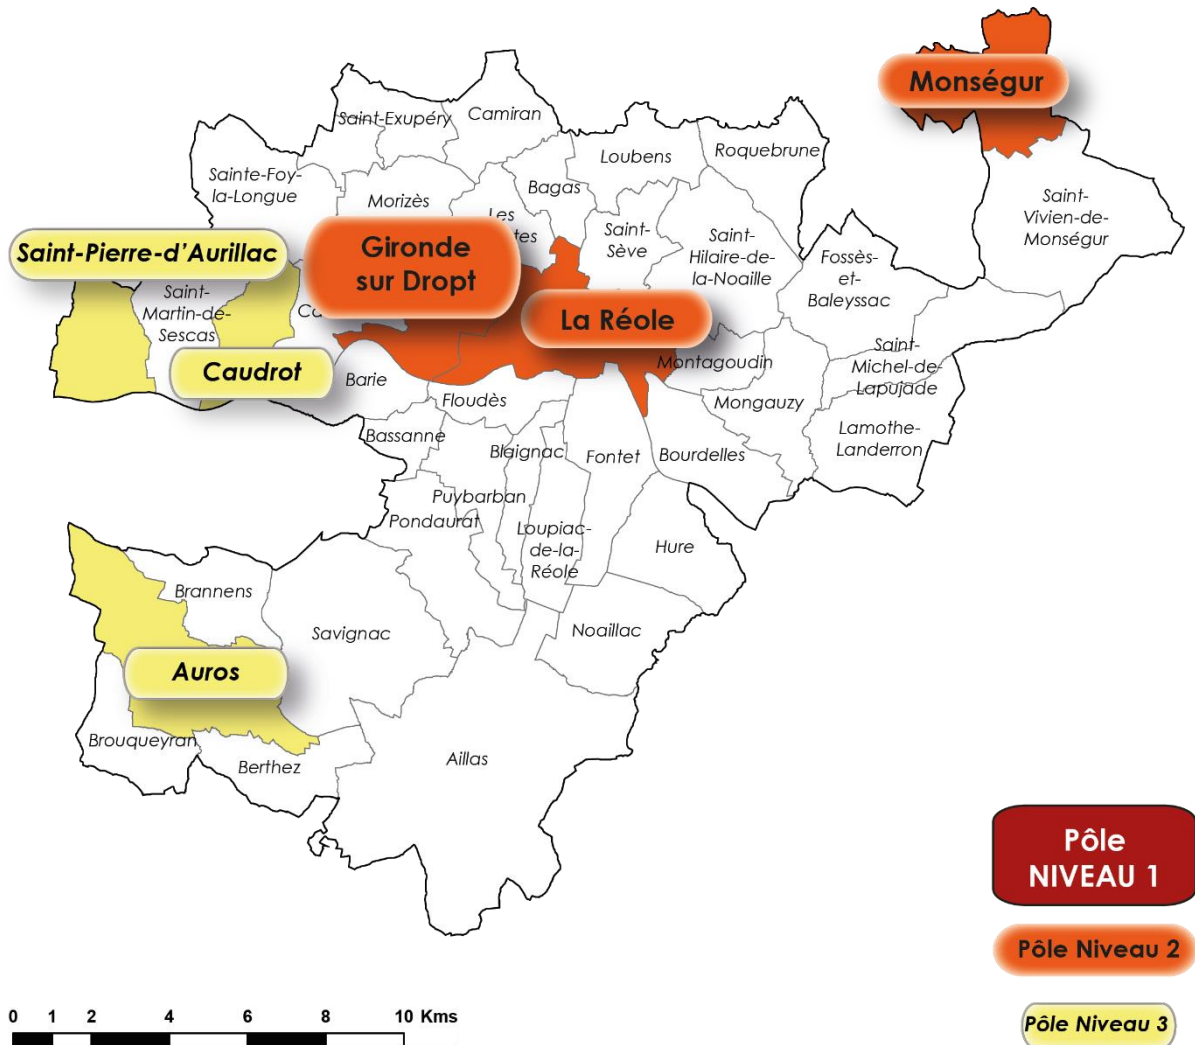 Monségur
Saint-Exupéry
Camiran
Loubens
Roquebrune
Sainte-Foy-
la-Longue
Morizès
Bagas
Les
Saint-
Vivien-de-
Monségur
Saint-Pierre-d'Aurillac
Gironde
sur Dropt
Saint-
Sève
Saint-
Hilaire-de-
la-Noaille
Fossès-
et-
Baleyssac
Saint-
Martin-de-
Sescas
La Réole
Caudrot
Barie
Montagoudin
Saint-
Michel-de-
Lapujade
Floudès
Mongauzy
Bassanne
Lamothe-
Landerron
Blaignac
Fontet
Bourdelles
Puybarban
Pondaurat
Loupiac-
de-la-
Réole
Hure
Brannens
Savignac
Noaillac
Auros
Brouqueyran
Berthez
Aillas
Pôle
NIVEAU 1
Pôle Niveau 2
Pôle Niveau 3
0 1 2 4 6 8 10 Kms